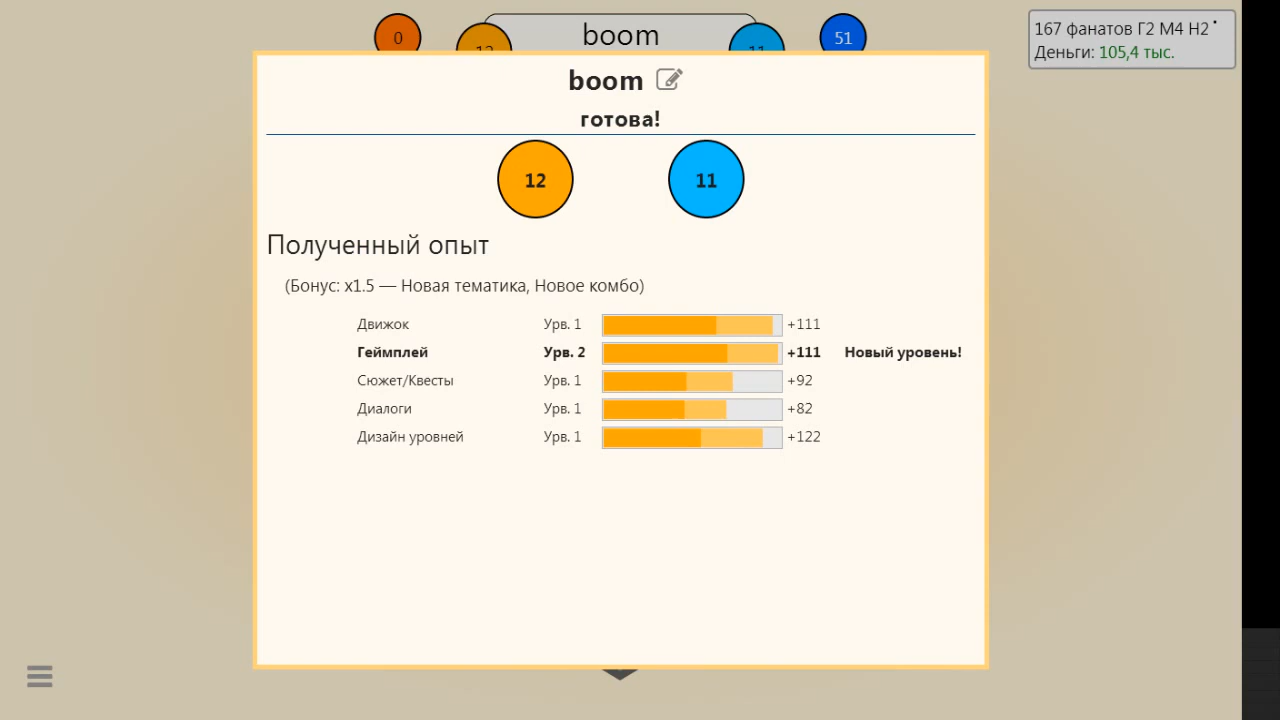 0
boom
51
167 фанатов Г2 М4 Н2
Деньги: 105,4 тыс.
boom
готова!
12
11
Полученный опыт
(Бонус: x1.5 — Новая тематика, Новое комбо)
Движок Урв. 1 +111
Геймплей Урв. 2 +111 Новый уровень!
Сюжет/Квесты Урв. 1 +92
Диалоги Урв. 1 +82
Дизайн уровней Урв. 1 +122